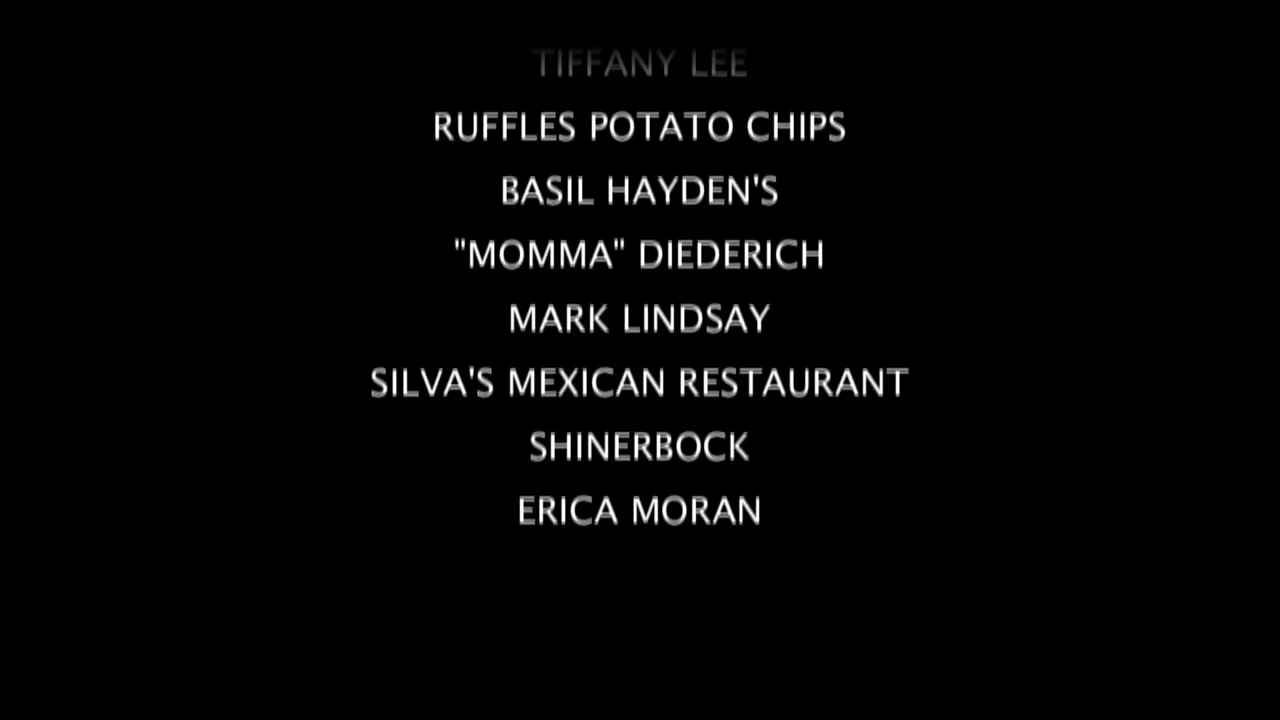 TIFFANY LEE
RUFFLES POTATO CHIPS
BASIL HAYDEN'S
"MOMMA" DIEDERICH
MARK LINDSAY
SILVA'S MEXICAN RESTAURANT
SHINERBOCK
ERICA MORAN